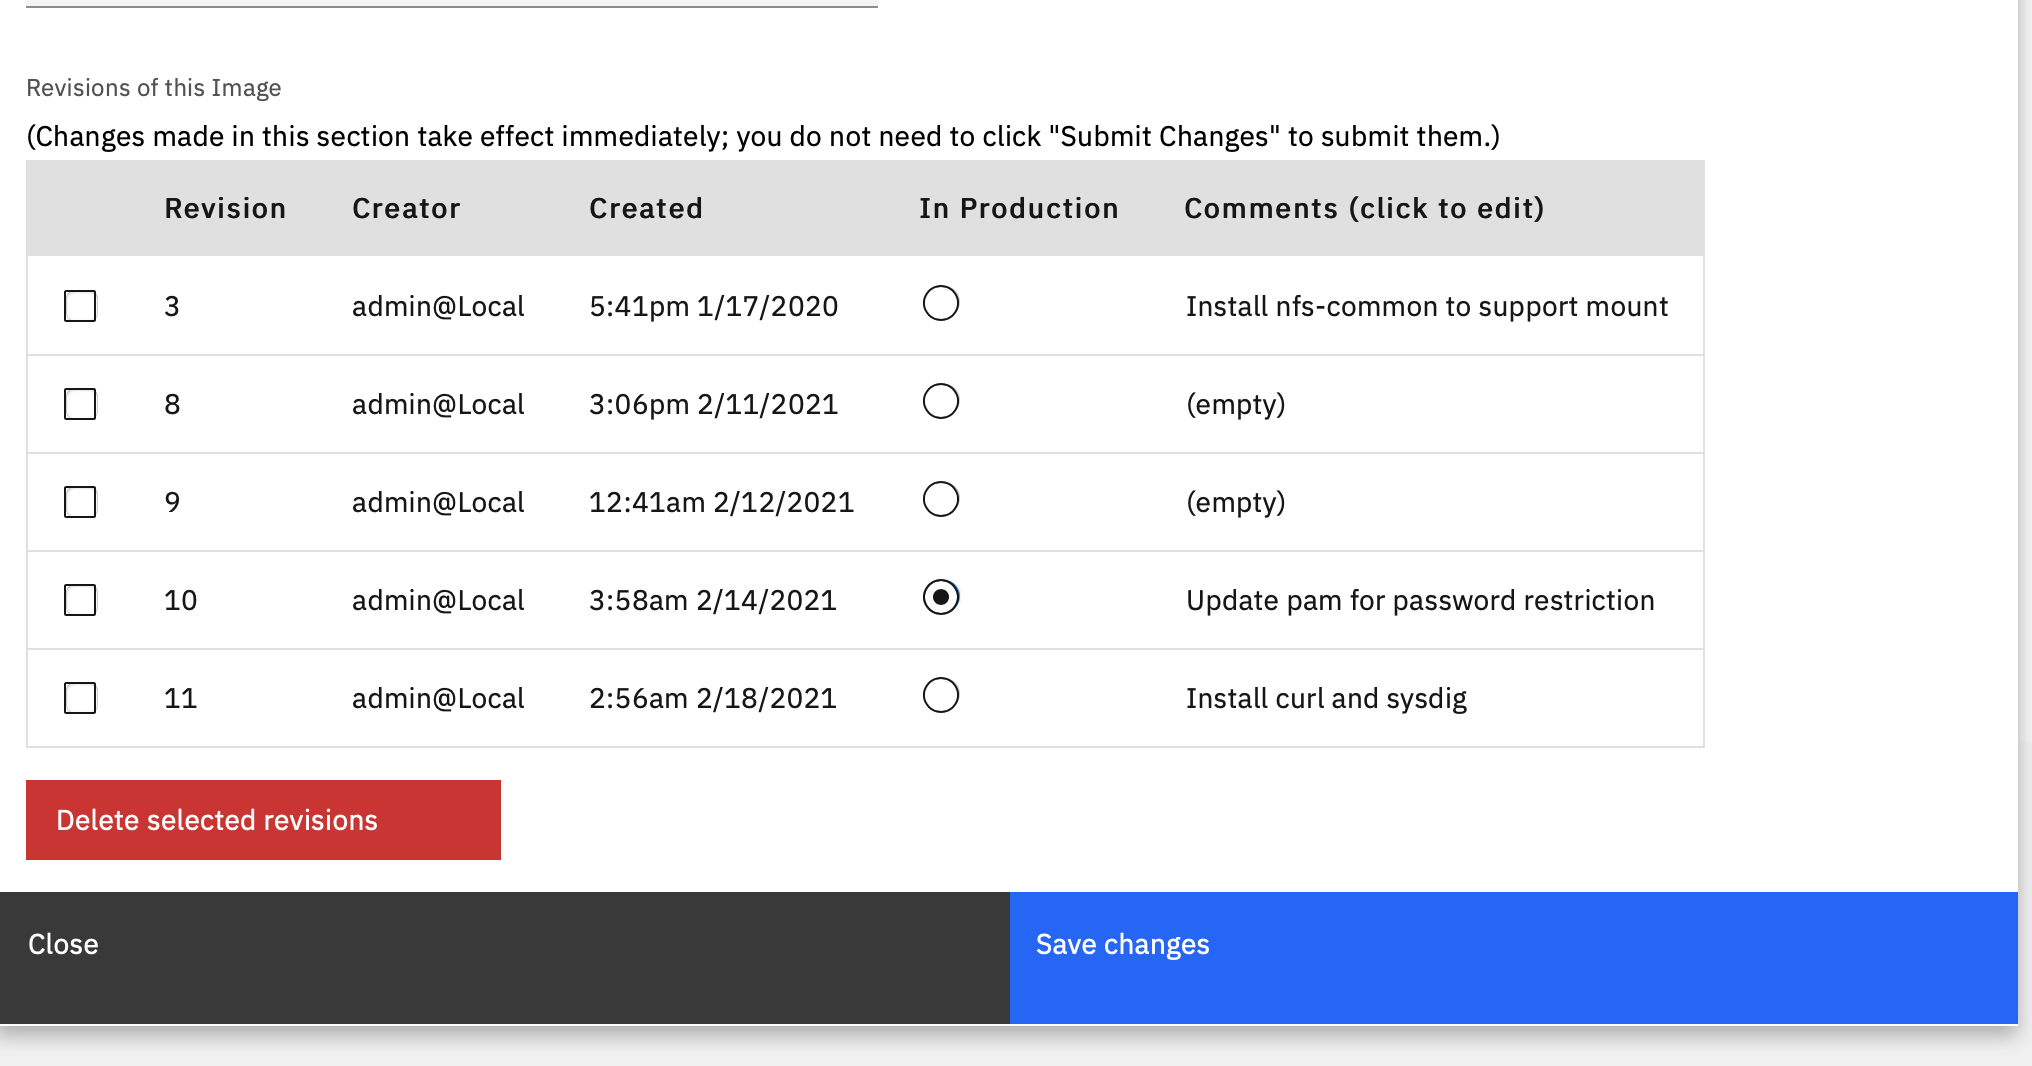 Revisions of this Image
(Changes made in this section take effect immediately; you do not need to click "Submit Changes" to submit them.)
Revision Creator Created In Production Comments (click to edit)
3 admin@Local 5:41pm 1/17/2020 Install nfs-common to support mount
8 admin@Local 3:06pm 2/11/2021 (empty)
9 admin@Local 12:41am 2/12/2021 (empty)
10 admin@Local 3:58am 2/14/2021 Update pam for password restriction
11 admin@Local 2:56am 2/18/2021 Install curl and sysdig
Delete selected revisions
Close Save changes